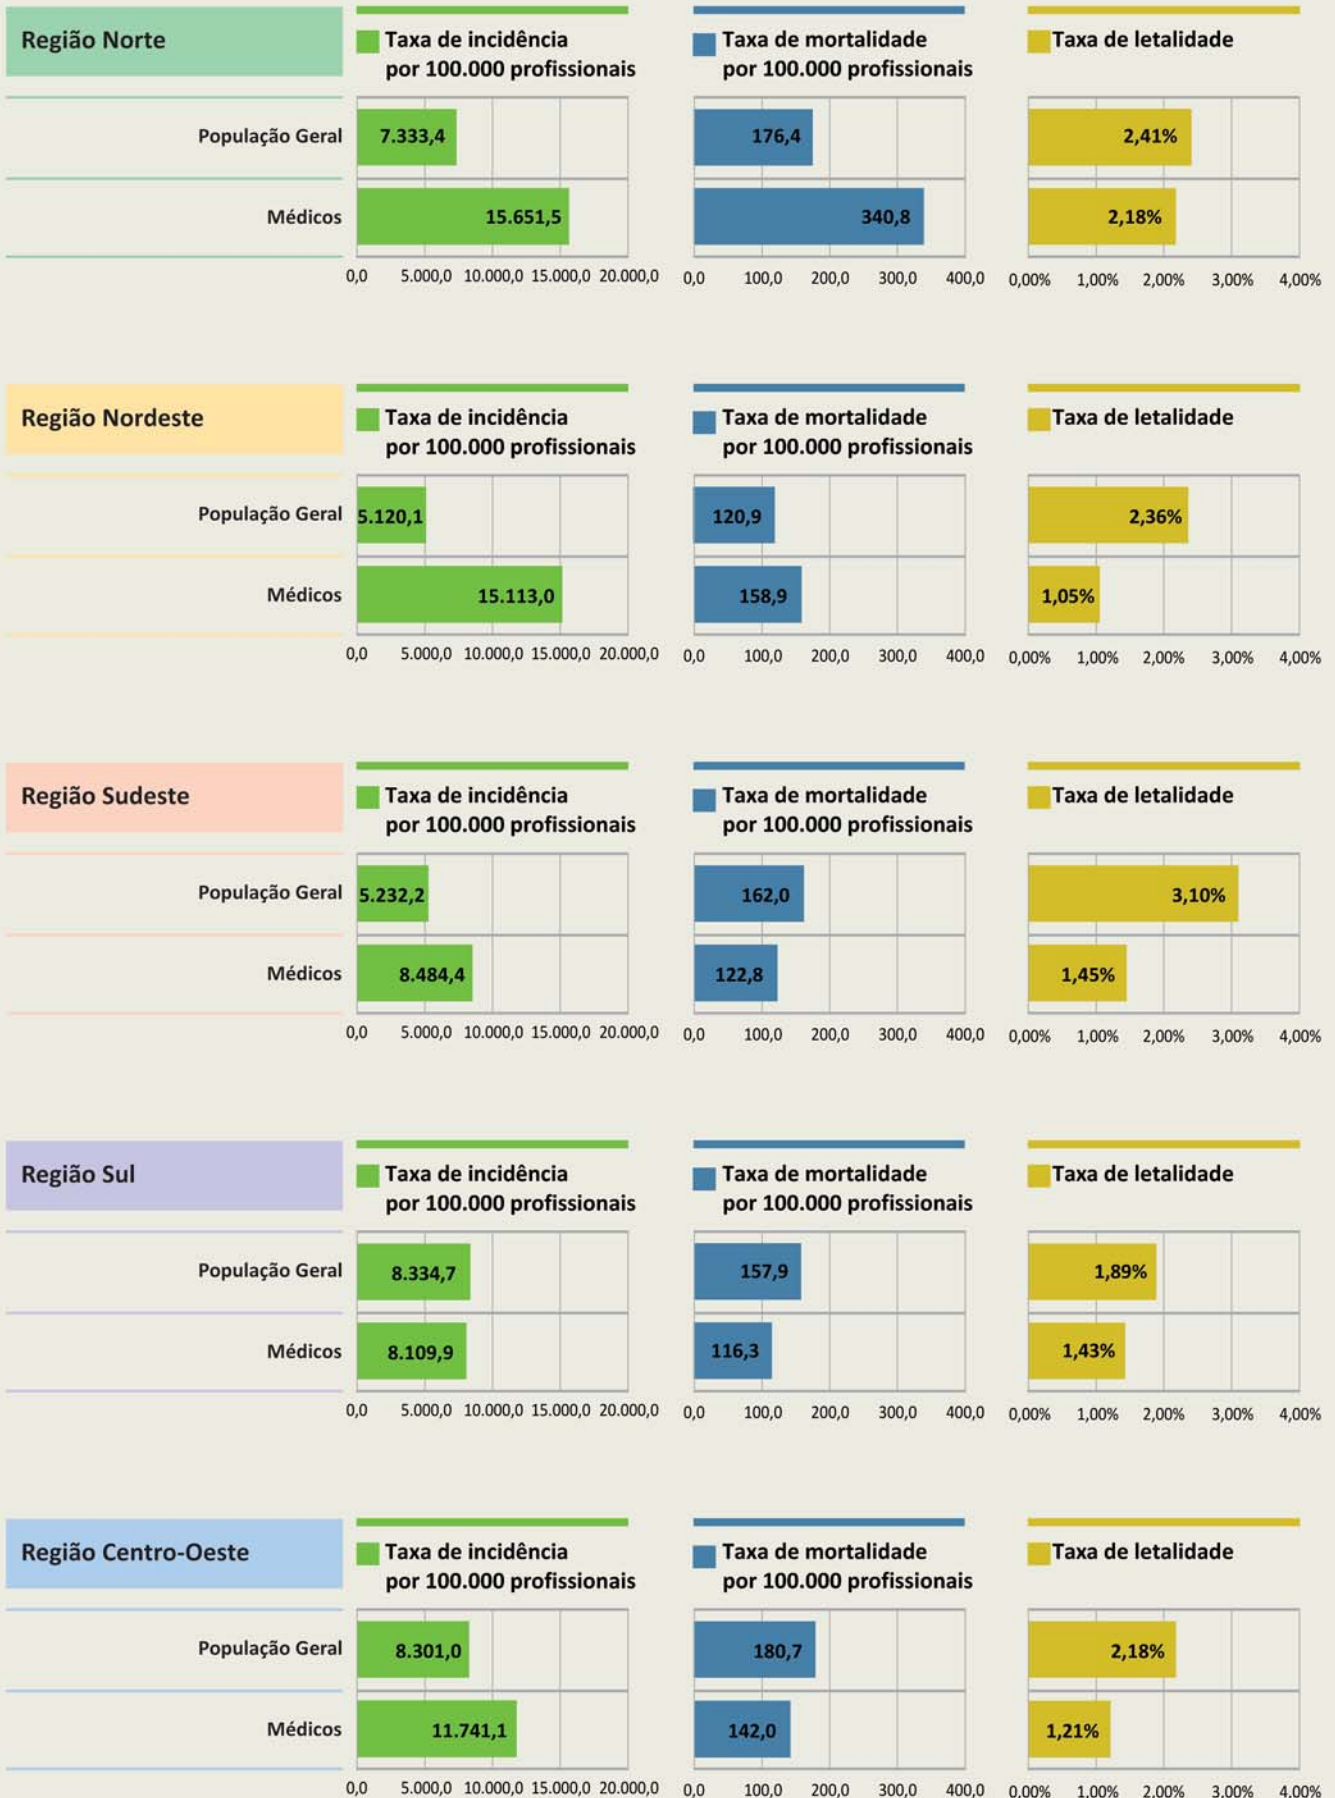 Região Norte
Taxa de incidência
por 100.000 profissionais
Taxa de mortalidade
por 100.000 profissionais
Taxa de letalidade
População Geral
7.333,4
176,4
2,41%
Médicos
15.651,5
340,8
2,18%
0,0 5.000,0 10.000,0 15.000,0 20.000,0
0,0 100,0 200,0 300,0 400,0
0,00% 1,00% 2,00% 3,00% 4,00%
Região Nordeste
Taxa de incidência
por 100.000 profissionais
Taxa de mortalidade
por 100.000 profissionais
Taxa de letalidade
População Geral
5.120,1
120,9
2,36%
Médicos
15.113,0
158,9
1,05%
0,0 5.000,0 10.000,0 15.000,0 20.000,0
0,0 100,0 200,0 300,0 400,0
0,00% 1,00% 2,00% 3,00% 4,00%
Região Sudeste
Taxa de incidência
por 100.000 profissionais
Taxa de mortalidade
por 100.000 profissionais
Taxa de letalidade
População Geral
5.232,2
162,0
3,10%
Médicos
8.484,4
122,8
1,45%
0,0 5.000,0 10.000,0 15.000,0 20.000,0
0,0 100,0 200,0 300,0 400,0
0,00% 1,00% 2,00% 3,00% 4,00%
Região Sul
Taxa de incidência
por 100.000 profissionais
Taxa de mortalidade
por 100.000 profissionais
Taxa de letalidade
População Geral
8.334,7
157,9
1,89%
Médicos
8.109,9
116,3
1,43%
0,0 5.000,0 10.000,0 15.000,0 20.000,0
0,0 100,0 200,0 300,0 400,0
0,00% 1,00% 2,00% 3,00% 4,00%
Região Centro-Oeste
Taxa de incidência
por 100.000 profissionais
Taxa de mortalidade
por 100.000 profissionais
Taxa de letalidade
População Geral
8.301,0
180,7
2,18%
Médicos
11.741,1
142,0
1,21%
0,0 5.000,0 10.000,0 15.000,0 20.000,0
0,0 100,0 200,0 300,0 400,0
0,00% 1,00% 2,00% 3,00% 4,00%